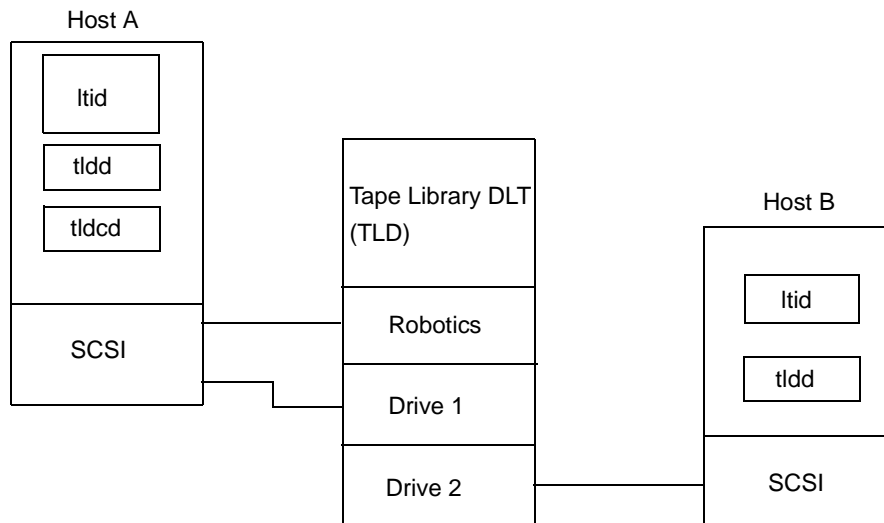 Host A
ltid
tldd
tldcd
SCSI
Tape Library DLT
(TLD)
Robotics
Drive 1
Drive 2
Host B
ltid
tldd
SCSI